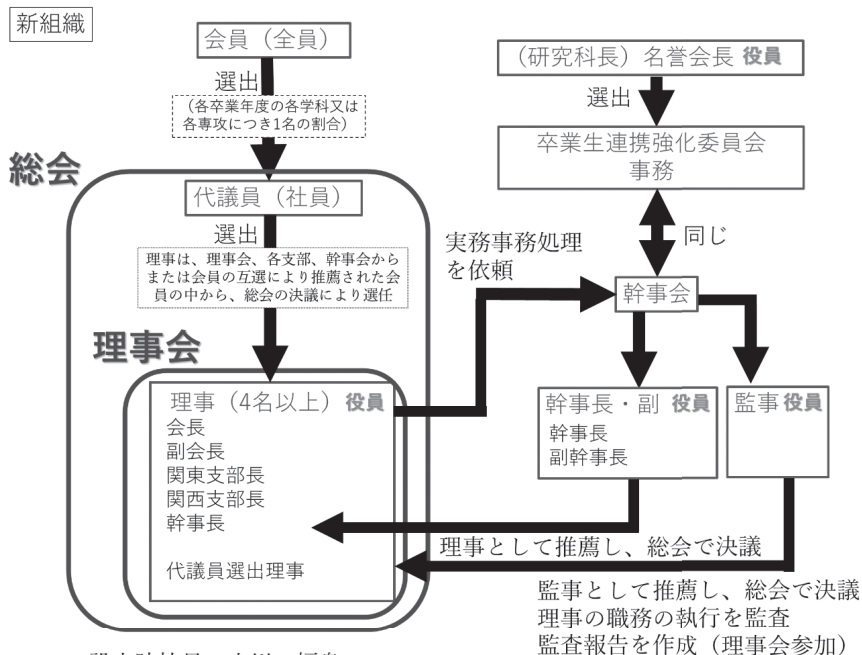 新組織
会員（全員）
選出
（各卒業年度の各学科又は
各専攻につき1名の割合）
総会
代議員（社員）
選出
理事は、理事会、各支部、幹事会から
または会員の互選により推薦された会
員の中から、総会の決議により選任
理事会
理事（4名以上）役員
会長
副会長
関東支部長
関西支部長
幹事長
代議員選出理事
（研究科長）名誉会長 役員
選出
卒業生連携強化委員会
事務
同じ
実務事務処理
を依頼
幹事会
幹事長・副 役員
幹事長
副幹事長
監事 役員
理事として推薦し、総会で決議
監事として推薦し、総会で決議
理事の職務の執行を監査
監査報告を作成（理事会参加）